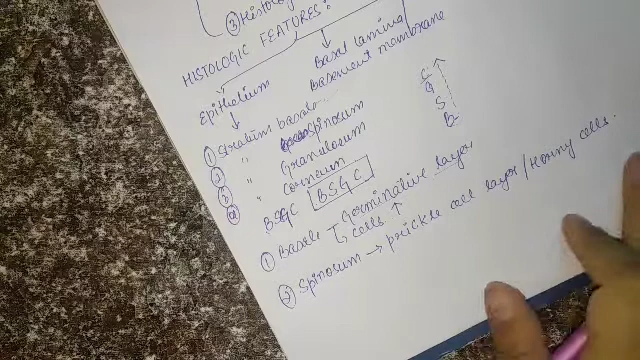 ③ Histolog
HISTOLOGIC FEATURES:
Epithelium
Basal lamina/
Basement membrane
① Stratum basale
② " Spinosum
③ " Granulosum
④ " Corneum
BSGC BSGC
C
G
S
B
① Basale Germinative layer
↳ cells ↑
② Spinosum → prickle cell layer/Horny cells.